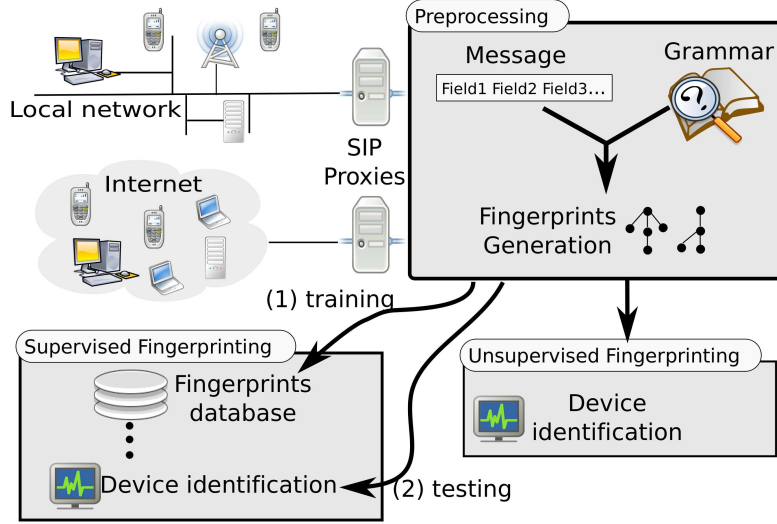 Preprocessing
Message
Grammar
Field1 Field2 Field3...
Local network
SIP
Proxies
Internet
Fingerprints
Generation
(1) training
Supervised Fingerprinting
Unsupervised Fingerprinting
Fingerprints
database
Device
identification
Device identification
(2) testing